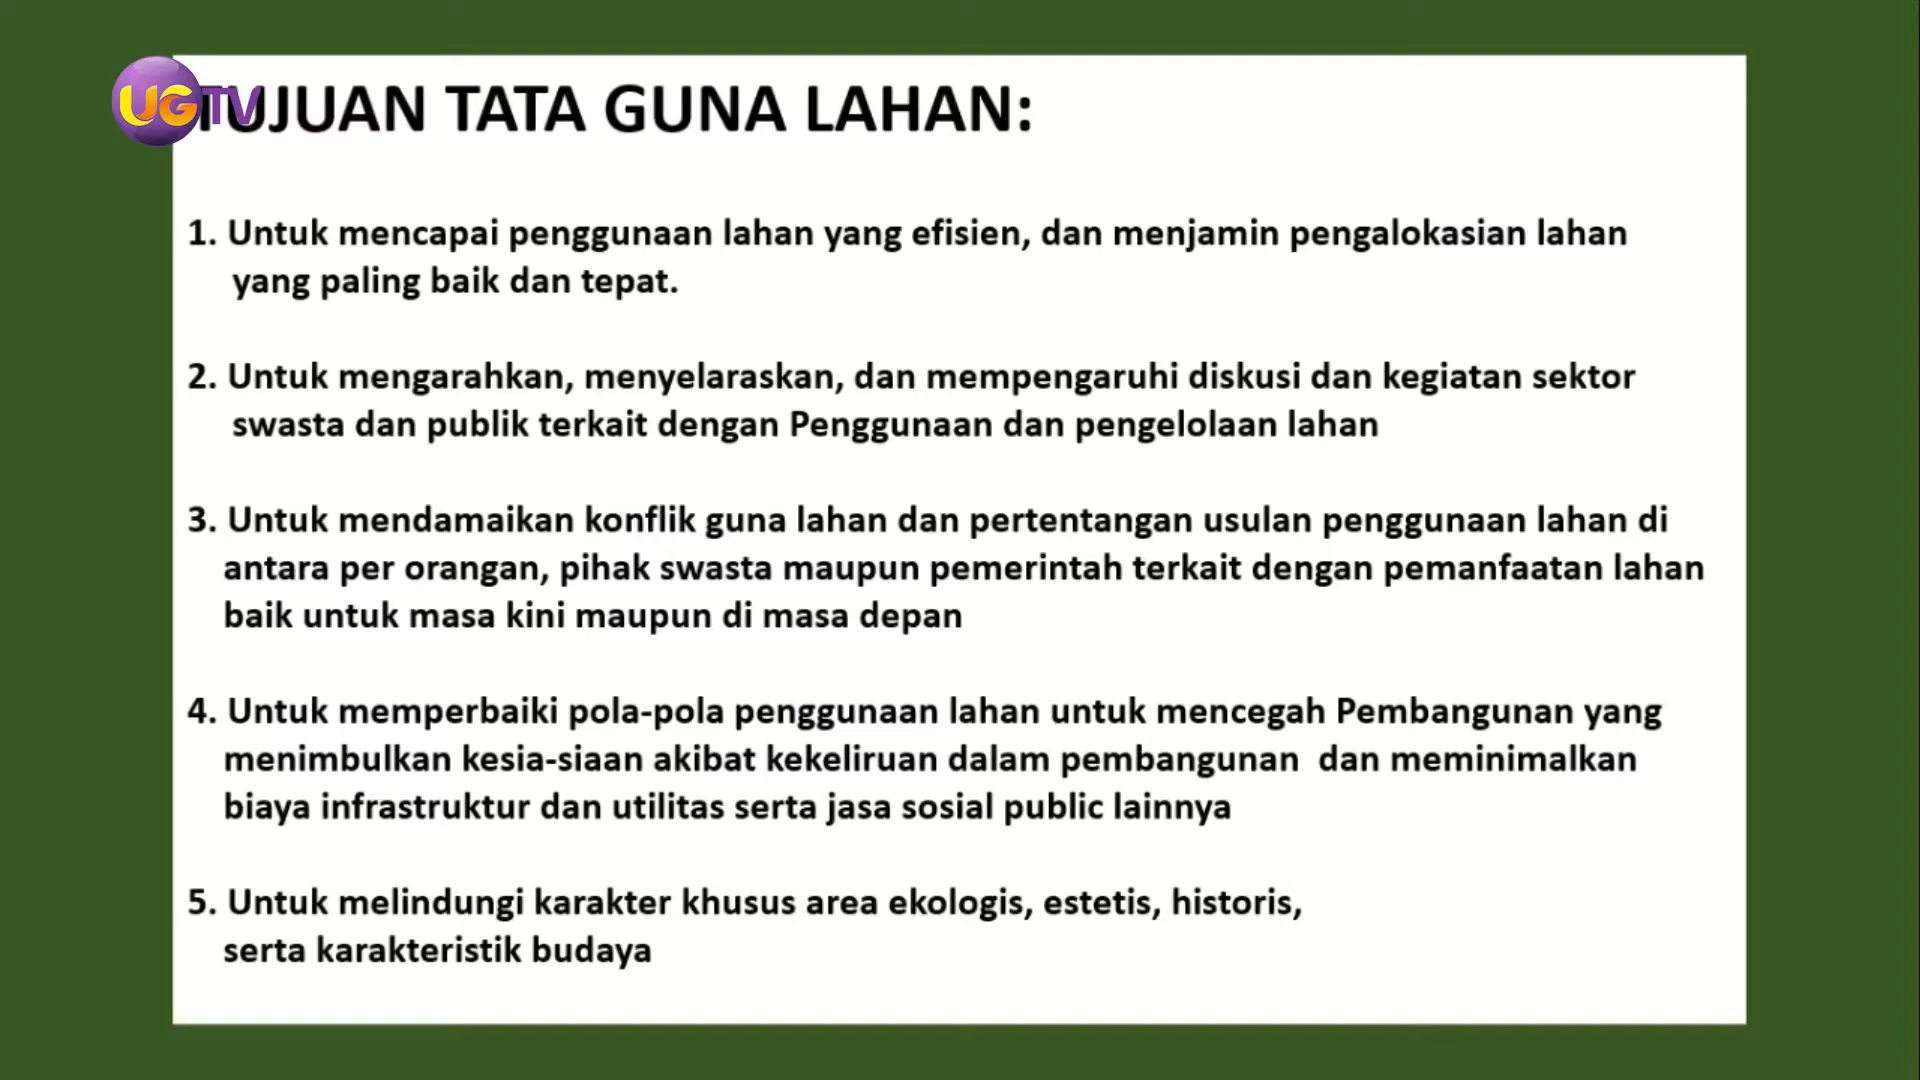 UGTV
TUJUAN TATA GUNA LAHAN:
1. Untuk mencapai penggunaan lahan yang efisien, dan menjamin pengalokasian lahan
yang paling baik dan tepat.
2. Untuk mengarahkan, menyelaraskan, dan mempengaruhi diskusi dan kegiatan sektor
swasta dan publik terkait dengan Penggunaan dan pengelolaan lahan
3. Untuk mendamaikan konflik guna lahan dan pertentangan usulan penggunaan lahan di
antara per orangan, pihak swasta maupun pemerintah terkait dengan pemanfaatan lahan
baik untuk masa kini maupun di masa depan
4. Untuk memperbaiki pola-pola penggunaan lahan untuk mencegah Pembangunan yang
menimbulkan kesia-siaan akibat kekeliruan dalam pembangunan  dan meminimalkan
biaya infrastruktur dan utilitas serta jasa sosial public lainnya
5. Untuk melindungi karakter khusus area ekologis, estetis, historis,
serta karakteristik budaya